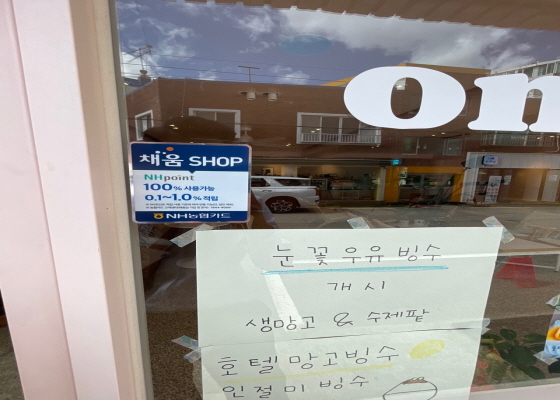 on
채움 SHOP
NHpoint
100% 사용가능
0.1~1.0% 적립
NH농협카드
눈꽃우유빙수
개시
생망고 & 수제팥
호텔망고빙수
인절미빙수